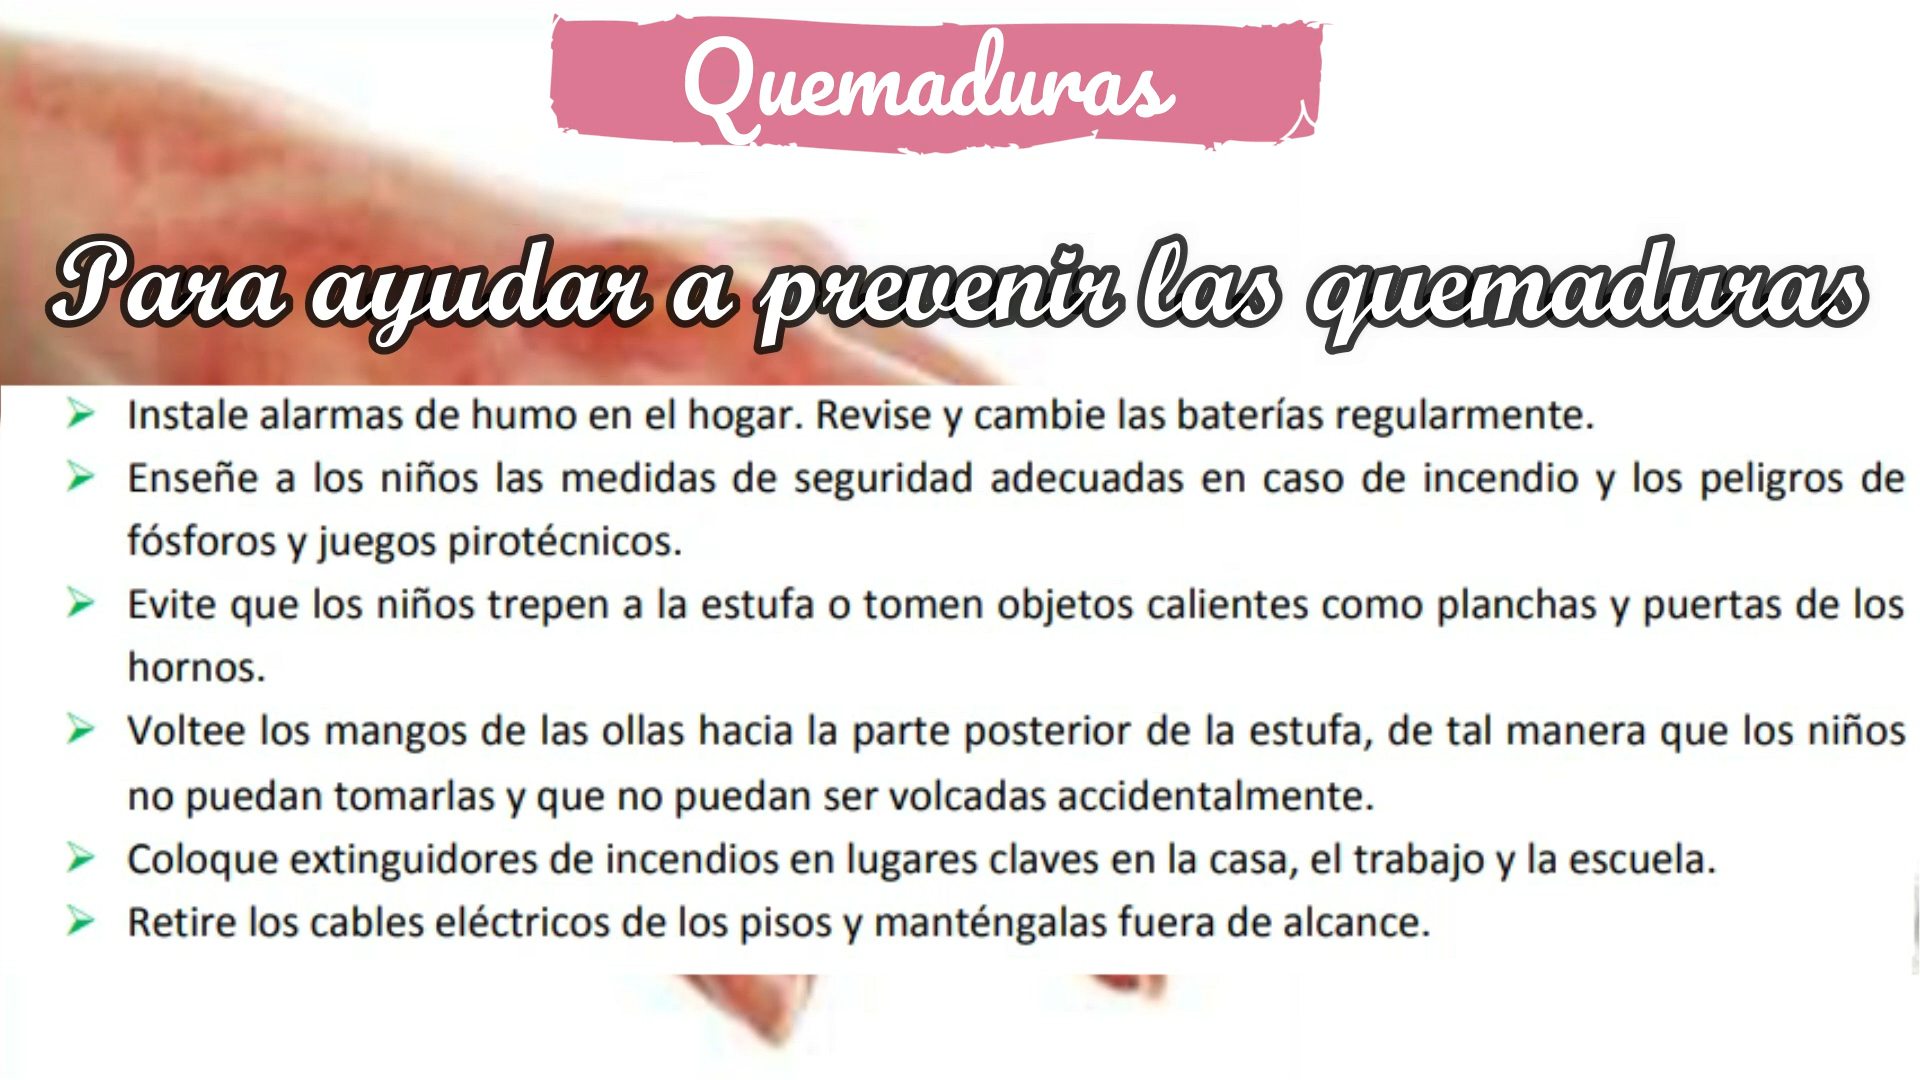 Quemaduras
Para ayudar a prevenir las quemaduras
Instale alarmas de humo en el hogar. Revise y cambie las baterías regularmente.
Enseñe a los niños las medidas de seguridad adecuadas en caso de incendio y los peligros de
fósforos y juegos pirotécnicos.
Evite que los niños trepen a la estufa o tomen objetos calientes como planchas y puertas de los
hornos.
Voltee los mangos de las ollas hacia la parte posterior de la estufa, de tal manera que los niños
no puedan tomarlas y que no puedan ser volcadas accidentalmente.
Coloque extinguidores de incendios en lugares claves en la casa, el trabajo y la escuela.
Retire los cables eléctricos de los pisos y manténgalas fuera de alcance.